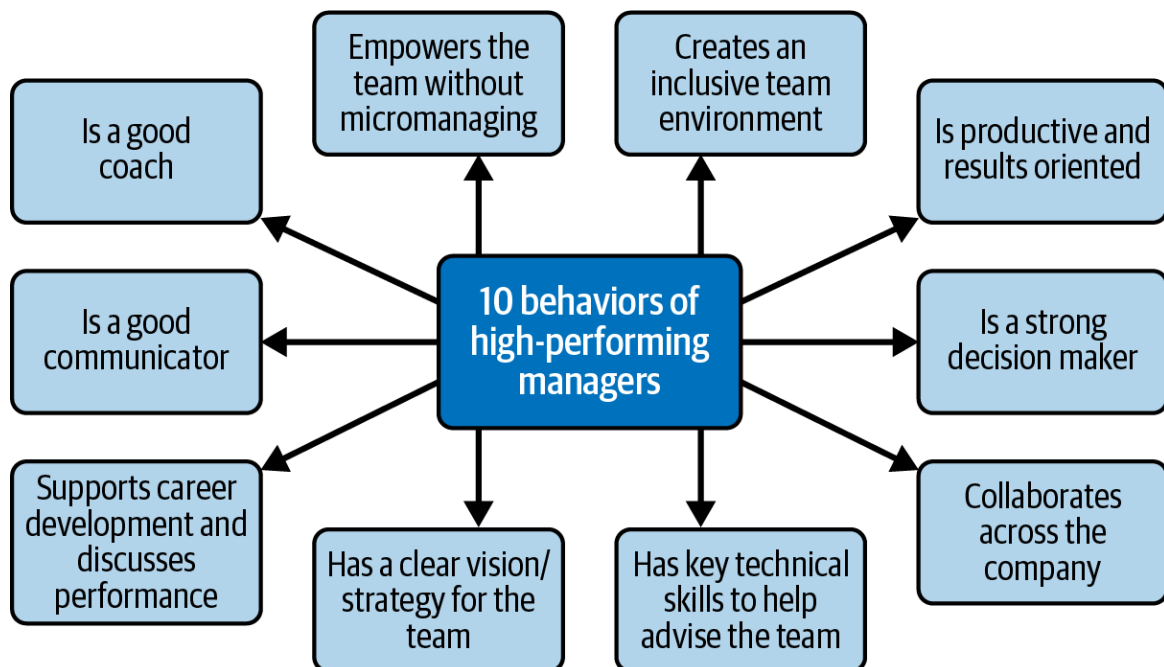 Empowers the
team without
micromanaging
Creates an
inclusive team
environment
Is a good
coach
Is productive and
results oriented
10 behaviors of
high-performing
managers
Is a good
communicator
Is a strong
decision maker
Supports career
development and
discusses
performance
Has a clear vision/
strategy for the
team
Has key technical
skills to help
advise the team
Collaborates
across the
company